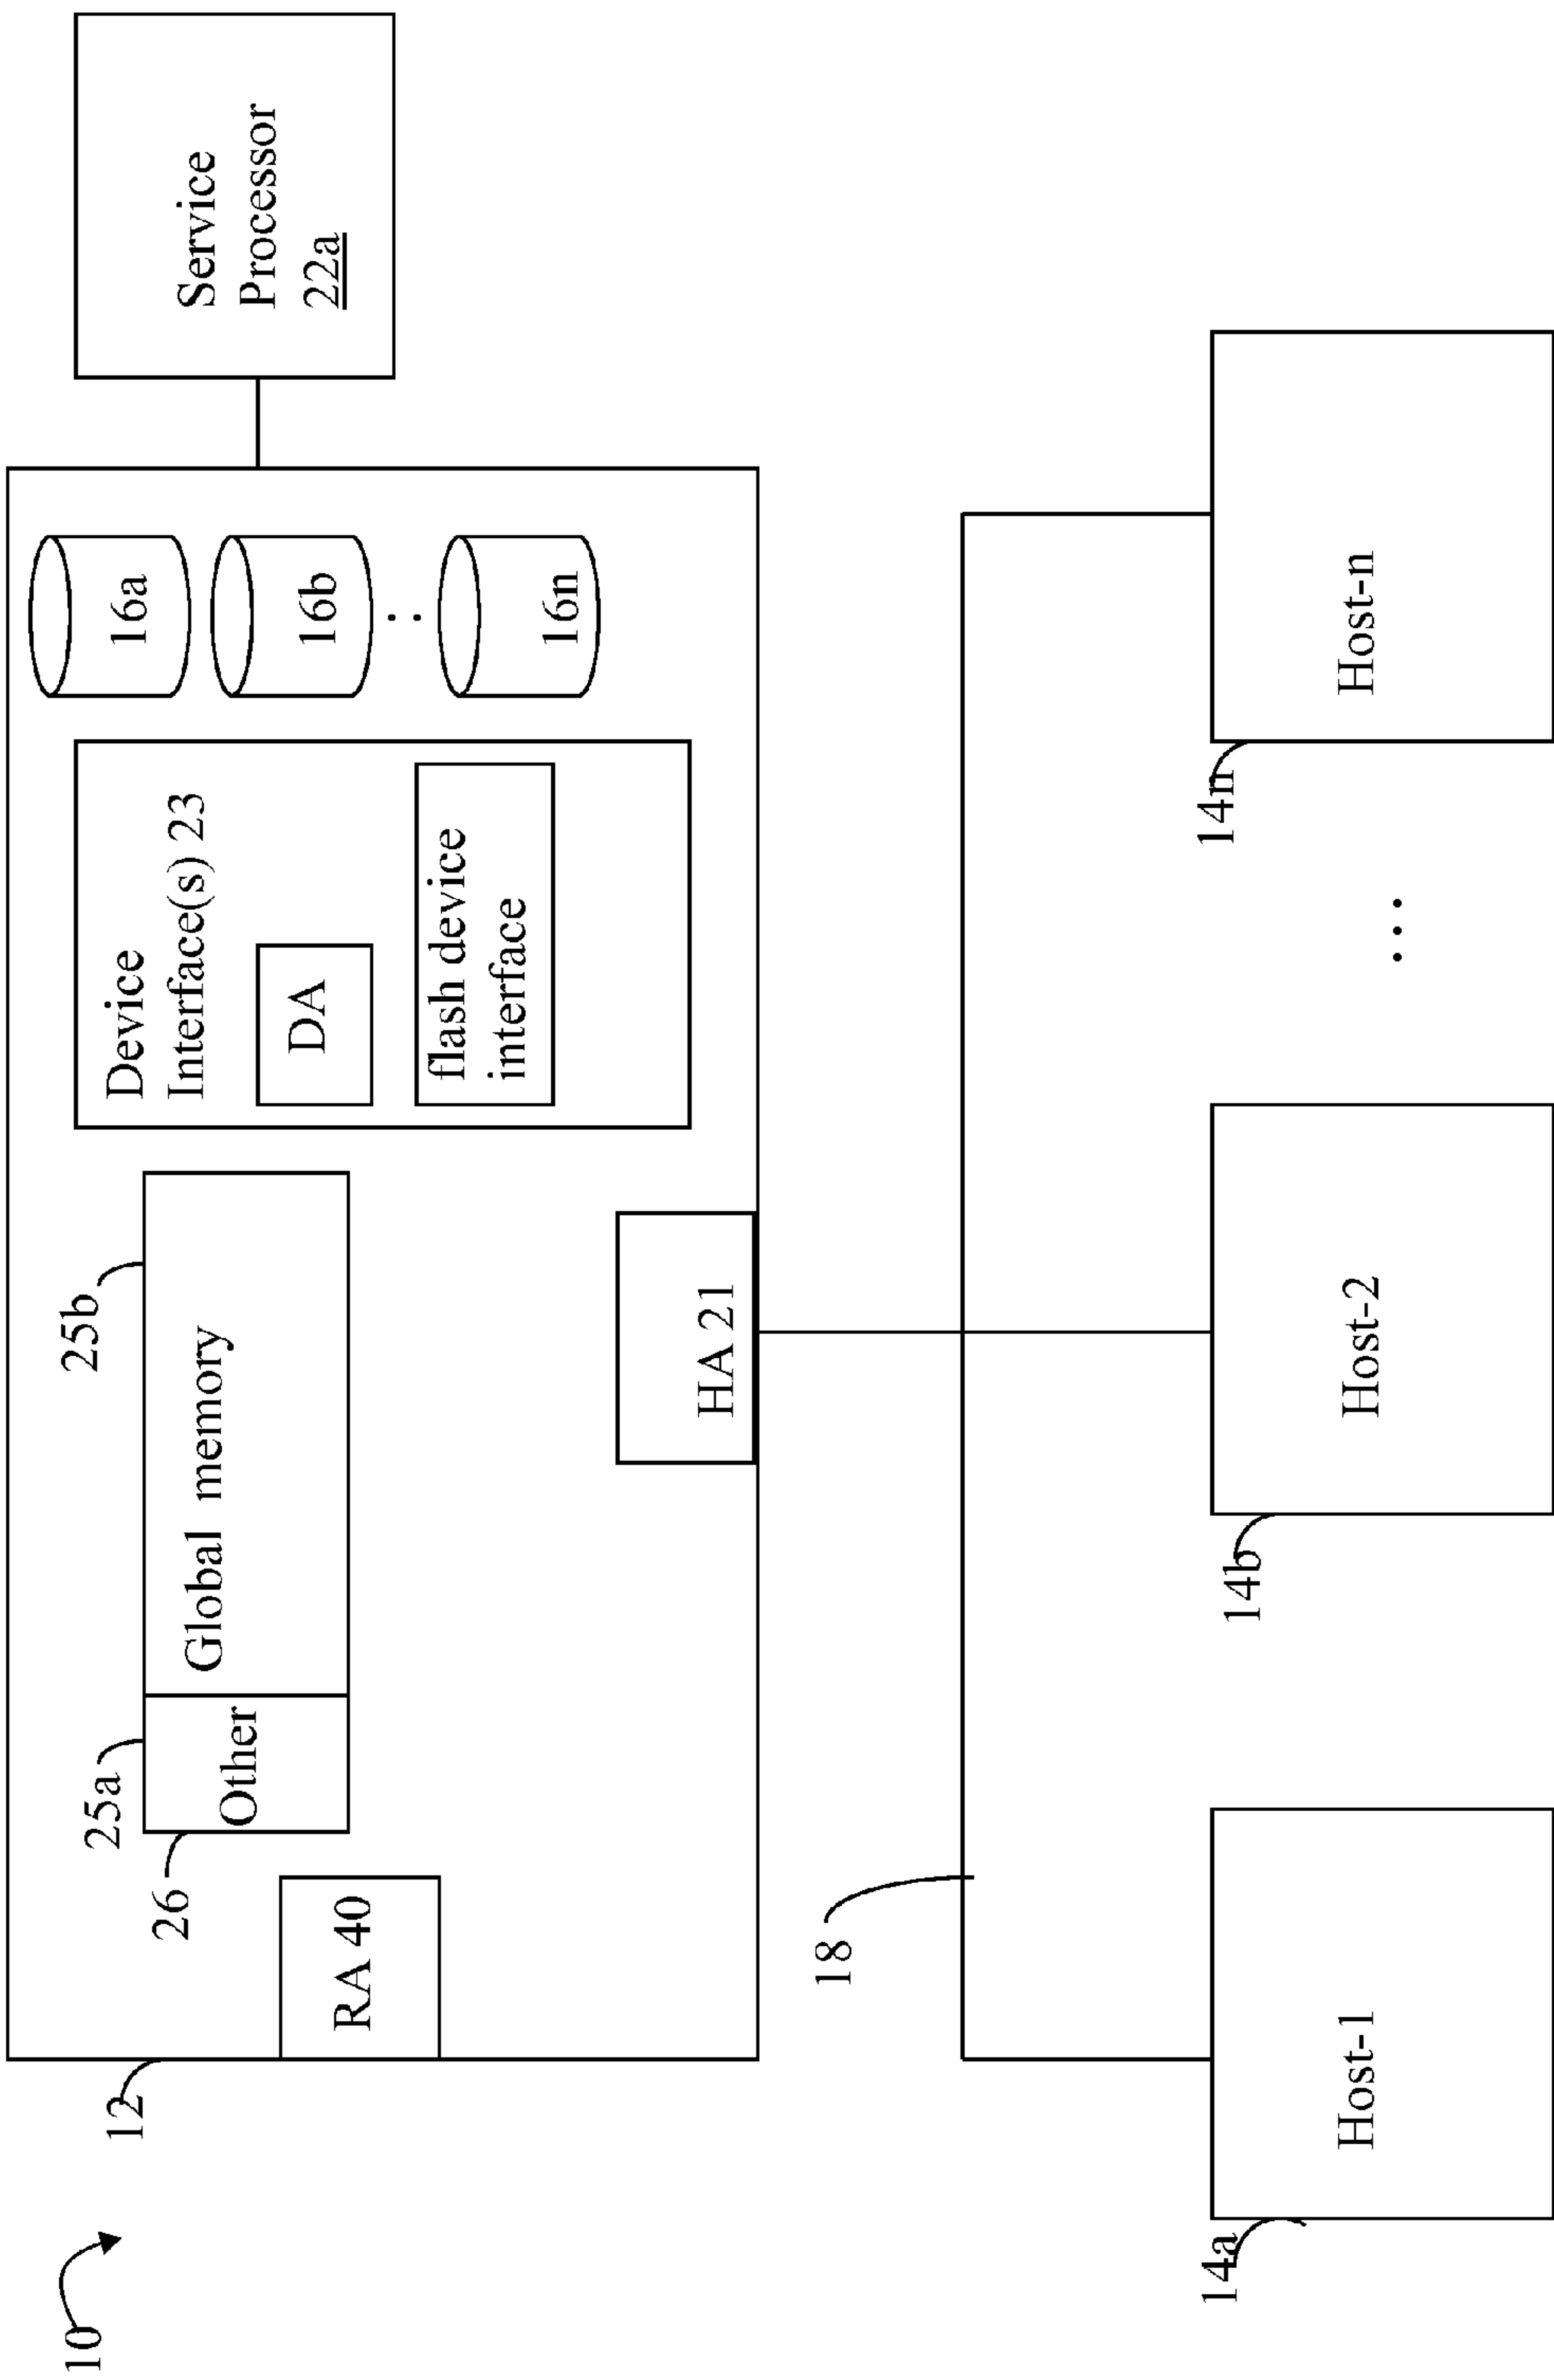 10
12
RA 40
26
25a
Other
25b
Global memory
Device
Interface(s) 23
DA
flash device
interface
16a
16b
16n
Service
Processor
22a
HA 21
18
14a
Host-1
14b
Host-2
14n
Host-n